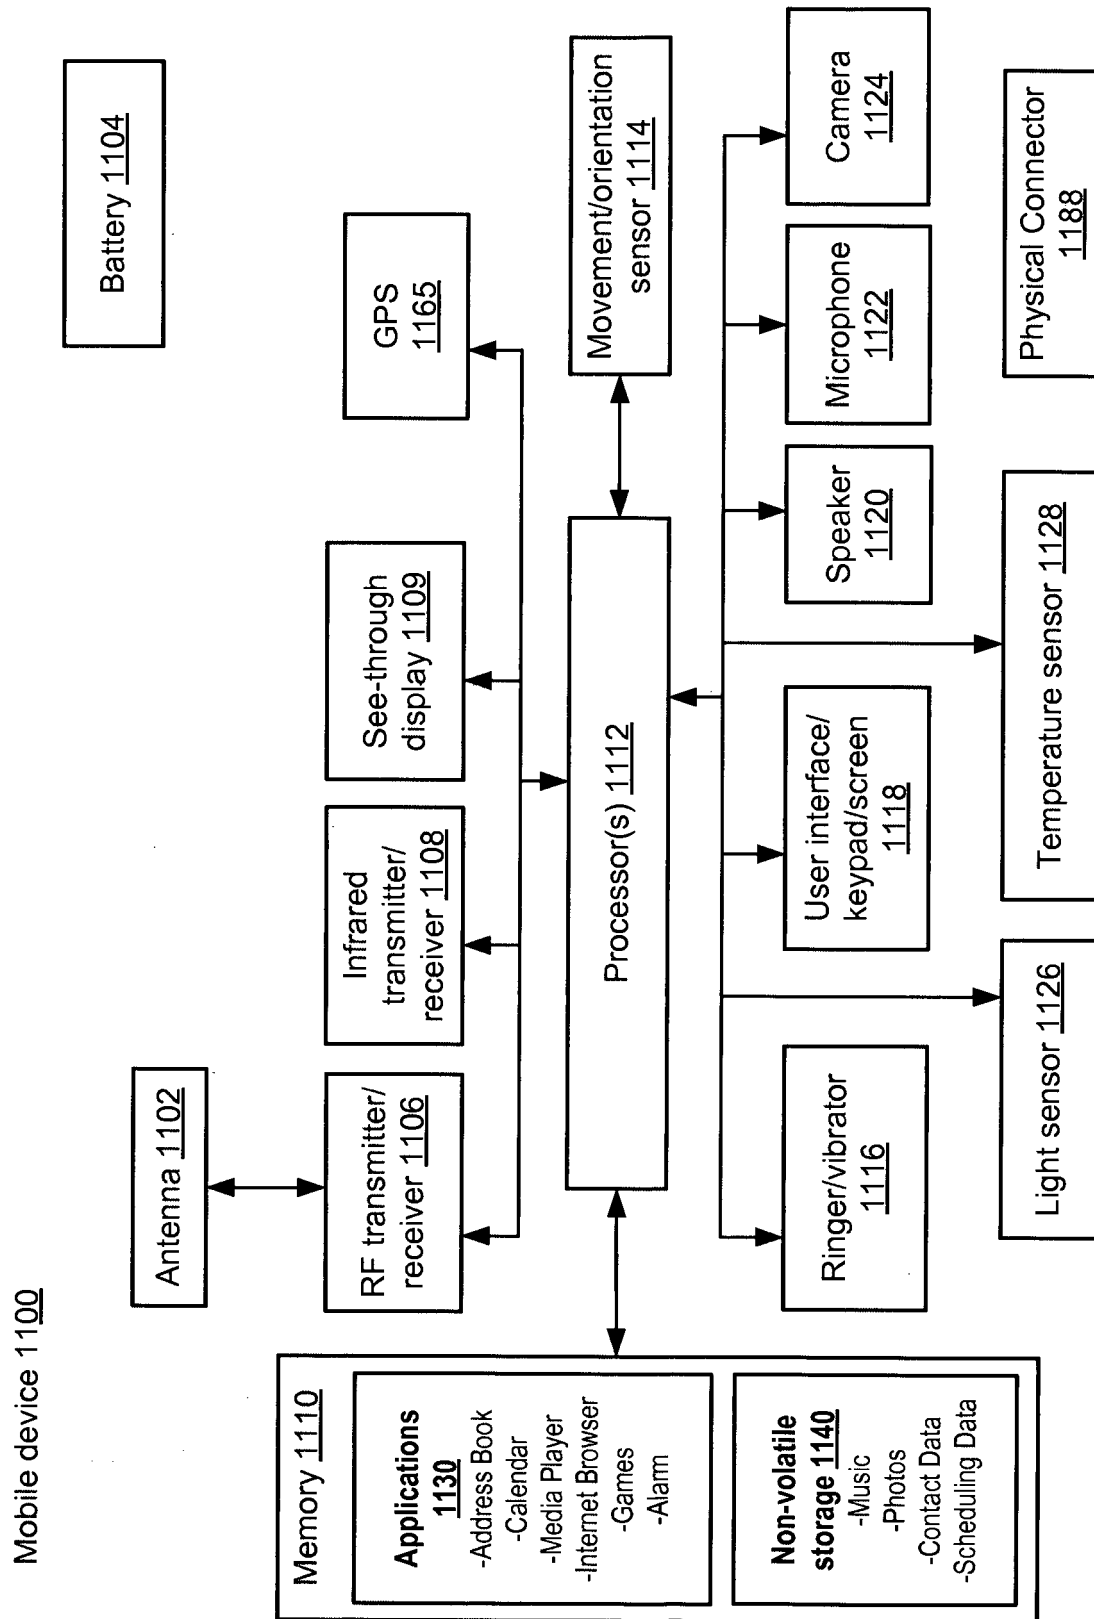 Mobile device 1100
Battery 1104
Antenna 1102
RF transmitter/
receiver 1106
Infrared
transmitter/
receiver 1108
See-through
display 1109
GPS
1165
Memory 1110
Applications
1130
-Address Book
-Calendar
-Media Player
-Internet Browser
-Games
-Alarm
Non-volatile
storage 1140
-Music
-Photos
-Contact Data
-Scheduling Data
Processor(s) 1112
Movement/orientation
sensor 1114
Ringer/vibrator
1116
User interface/
keypad/screen
1118
Speaker
1120
Microphone
1122
Camera
1124
Light sensor 1126
Temperature sensor 1128
Physical Connector
1188